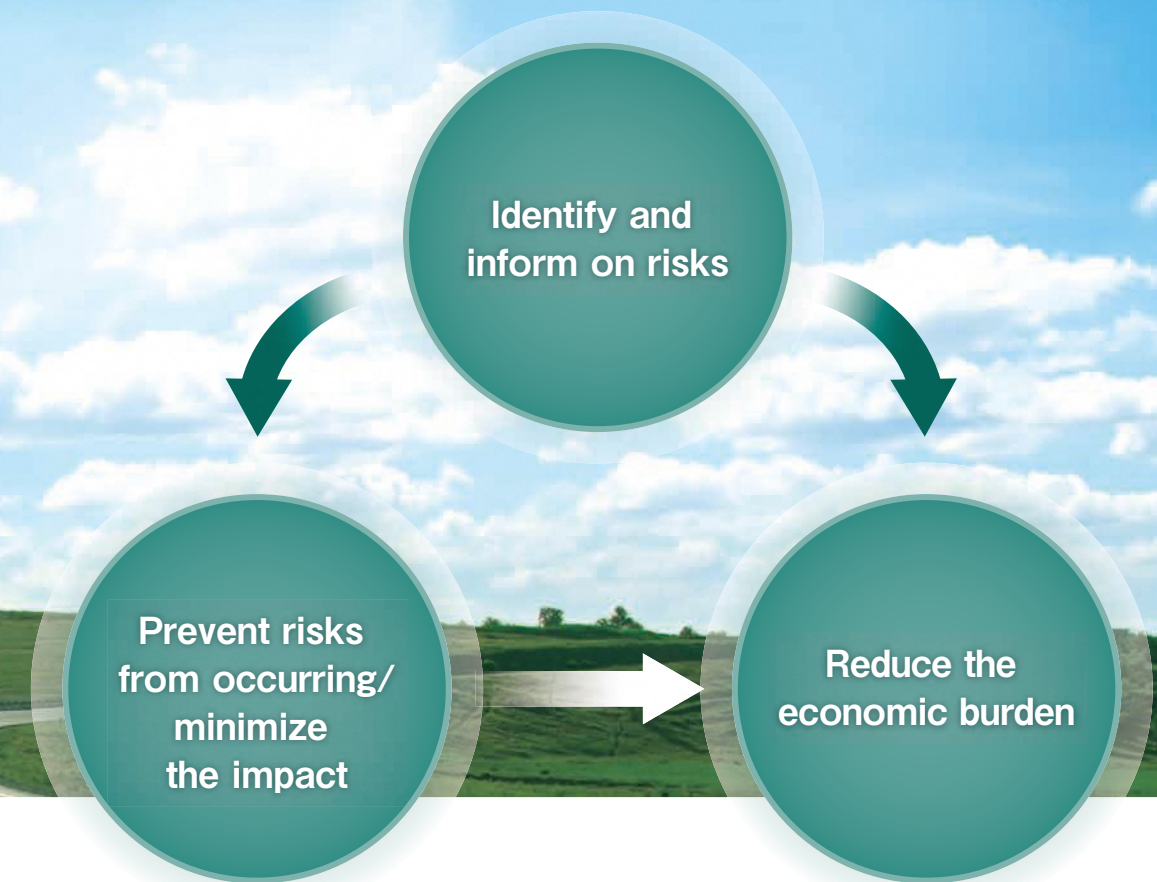 Identify and
inform on risks
Prevent risks
from occurring/
minimize
the impact
Reduce the
economic burden